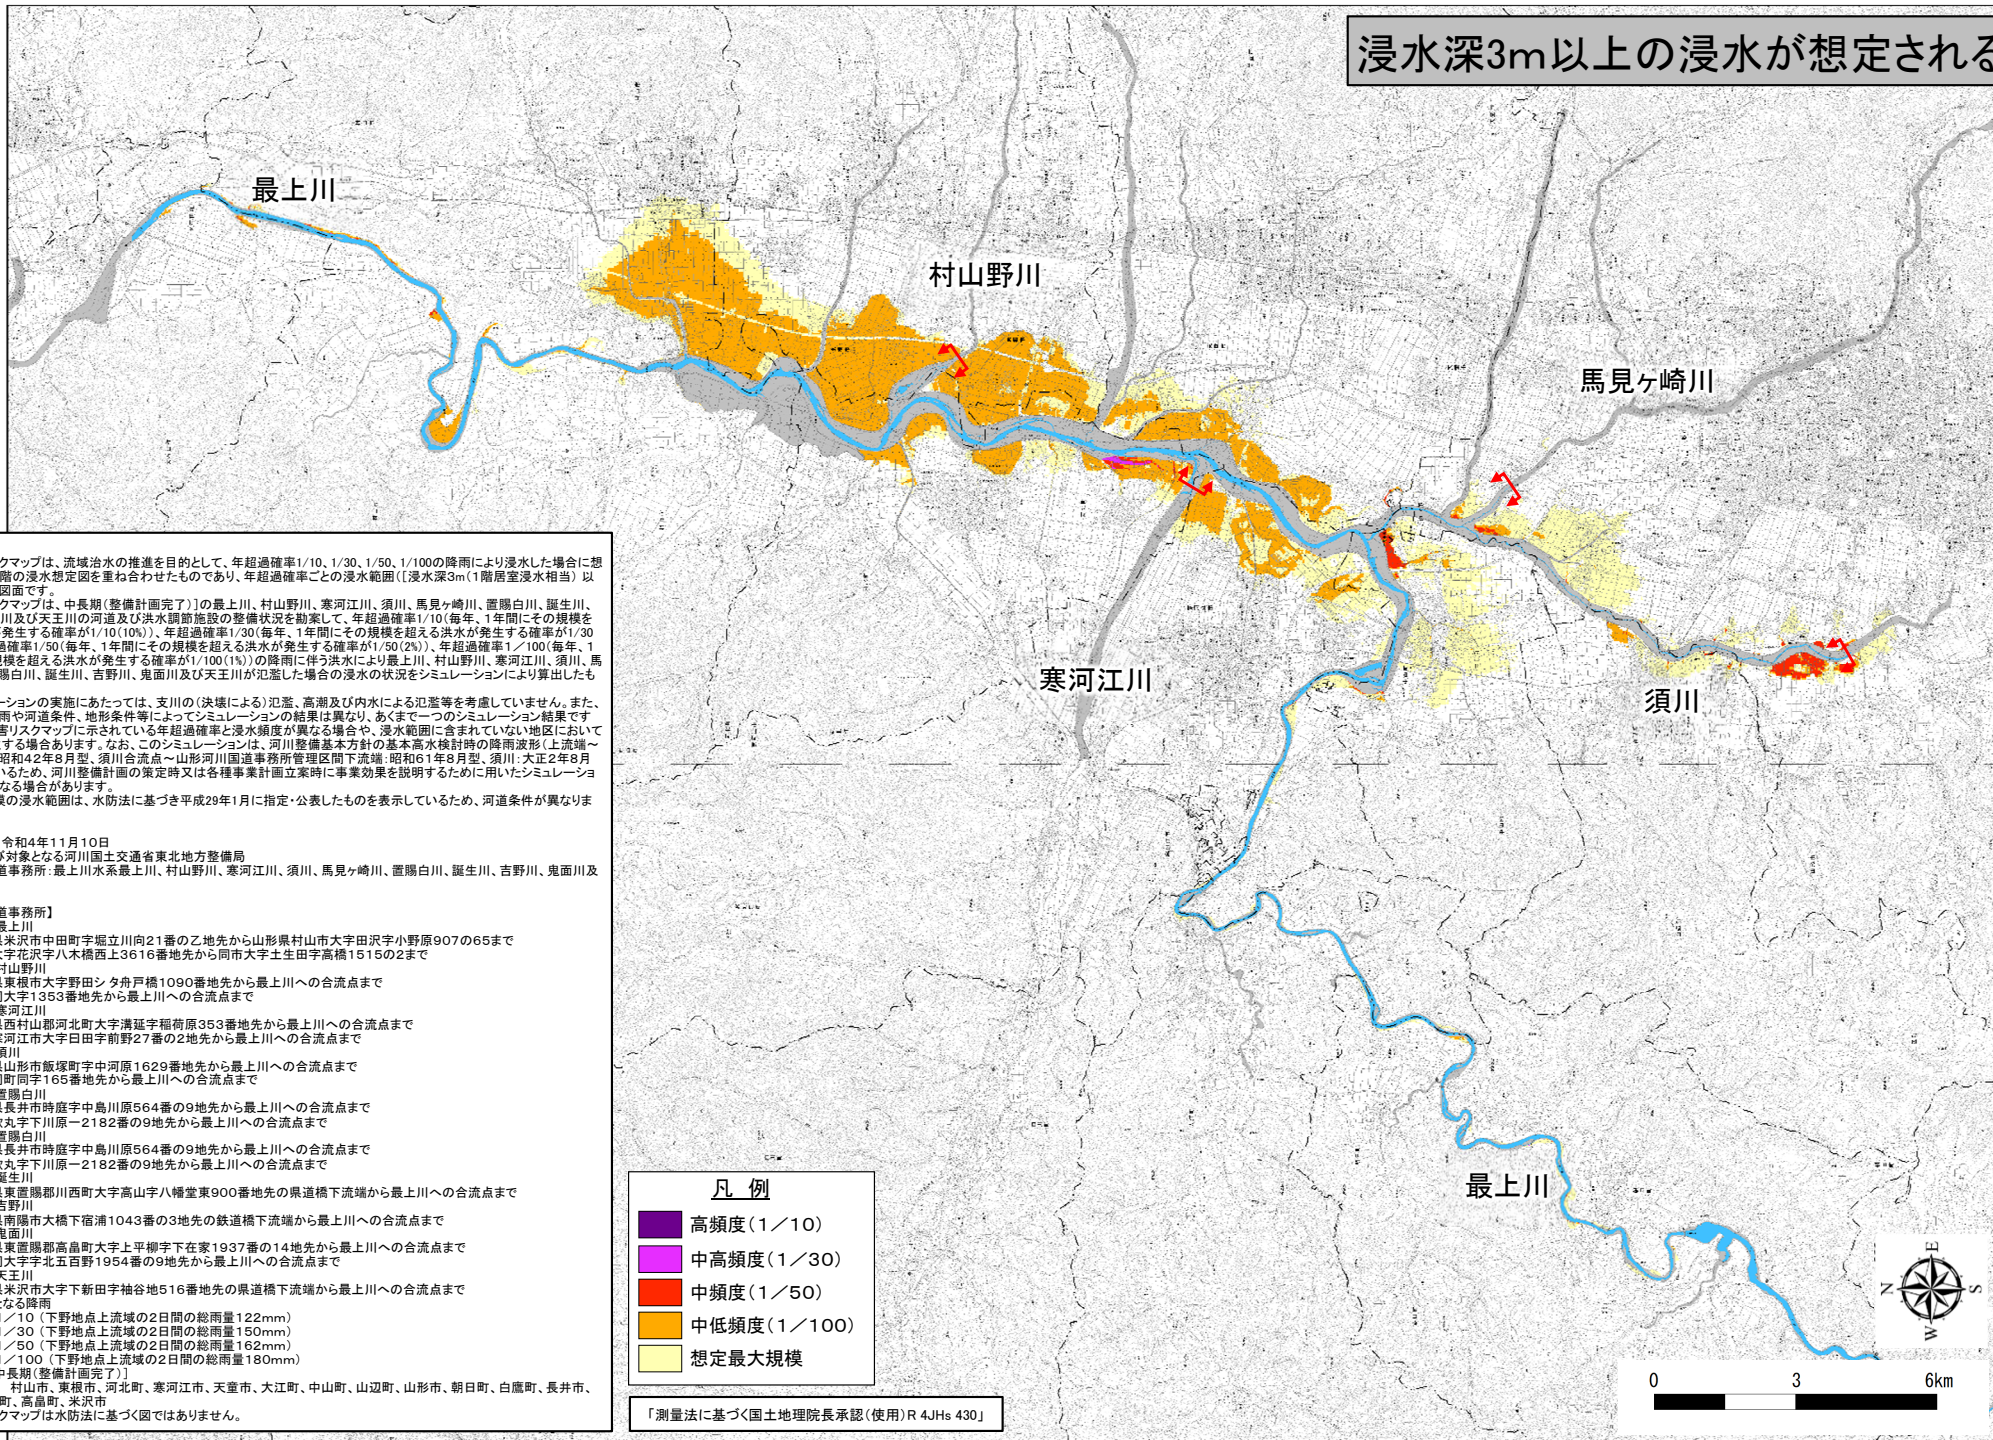 浸水深3m以上の浸水が想定される
最上川
村山野川
馬見ヶ崎川
寒河江川
須川
最上川
クマップは、流域治水の推進を目的として、年超過確率1/10、1/30、1/50、1/100の降雨により浸水した場合に想
階の浸水想定図を重ね合わせたものであり、年超過確率ごとの浸水範囲([浸水深3m(1階居室浸水相当) 以
図面です。
クマップは、中長期(整備計画完了)]の最上川、村山野川、寒河江川、須川、馬見ヶ崎川、置賜白川、誕生川、
川及び天王川の河道及び洪水調節施設の整備状況を勘案して、年超過確率1/10(毎年、1年間にその規模を
発生する確率が1/10(10%))、年超過確率1/30(毎年、1年間にその規模を超える洪水が発生する確率が1/30
過確率1/50(毎年、1年間にその規模を超える洪水が発生する確率が1/50(2%))、年超過確率1/100(毎年、1
規模を超える洪水が発生する確率が1/100(1%))の降雨に伴う洪水により最上川、村山野川、寒河江川、須川、馬
賜白川、誕生川、吉野川、鬼面川及び天王川が氾濫した場合の浸水の状況をシミュレーションにより算出したも
ーションの実施にあたっては、支川の(決壊による)氾濫、高潮及び内水による氾濫等を考慮していません。また、
雨や河道条件、地形条件等によってシミュレーションの結果は異なり、あくまで一つのシミュレーション結果です
害リスクマップに示されている年超過確率と浸水頻度が異なる場合や、浸水範囲に含まれていない地区において
する場合あります。なお、このシミュレーションは、河川整備基本方針の基本高水検討時の降雨波形(上流端~
昭和42年8月型、須川合流点~山形河川国道事務所管理区間下流端:昭和61年8月型、須川:大正2年8月
いるため、河川整備計画の策定時又は各種事業計画立案時に事業効果を説明するために用いたシミュレーショ
なる場合があります。
模の浸水範囲は、水防法に基づき平成29年1月に指定・公表したものを表示しているため、河道条件が異なりま
令和4年11月10日
び対象となる河川国土交通省東北地方整備局
道事務所:最上川水系最上川、村山野川、寒河江川、須川、馬見ヶ崎川、置賜白川、誕生川、吉野川、鬼面川及
道事務所】
最上川
県米沢市中田町字堀立川向21番の乙地先から山形県村山市大字田沢字小野原907の65まで
大字花沢字八木橋西上3616番地先から同市大字土生田字高橋1515の2まで
村山野川
県東根市大字野田シタ舟戸橋1090番地先から最上川への合流点まで
同大字1353番地先から最上川への合流点まで
寒河江川
県西村山郡河北町大字溝延字稲荷原353番地先から最上川への合流点まで
寒河江市大字日田字前野27番の2地先から最上川への合流点まで
須川
県山形市飯塚町字中河原1629番地先から最上川への合流点まで
同町同字165番地先から最上川への合流点まで
置賜白川
県長井市時庭字中島川原564番の9地先から最上川への合流点まで
歌丸字下川原一2182番の9地先から最上川への合流点まで
置賜白川
県長井市時庭字中島川原564番の9地先から最上川への合流点まで
歌丸字下川原一2182番の9地先から最上川への合流点まで
誕生川
県東置賜郡川西町大字高山字八幡堂東900番地先の県道橋下流端から最上川への合流点まで
吉野川
県南陽市大橋下宿浦1043番の3地先の鉄道橋下流端から最上川への合流点まで
鬼面川
県東置賜郡高畠町大字上平柳字下在家1937番の14地先から最上川への合流点まで
同大字字北五百野1954番の9地先から最上川への合流点まで
天王川
県米沢市大字下新田字袖谷地516番地先の県道橋下流端から最上川への合流点まで
となる降雨
1/10 (下野地点上流域の2日間の総雨量122mm)
1/30 (下野地点上流域の2日間の総雨量150mm)
1/50 (下野地点上流域の2日間の総雨量162mm)
1/100 (下野地点上流域の2日間の総雨量180mm)
中長期(整備計画完了)]
村山市、東根市、河北町、寒河江市、天童市、大江町、中山町、山辺町、山形市、朝日町、白鷹町、長井市、
町、高畠町、米沢市
クマップは水防法に基づく図ではありません。
凡 例
高頻度(1/10)
中高頻度(1/30)
中頻度(1/50)
中低頻度(1/100)
想定最大規模
「測量法に基づく国土地理院長承認(使用)R 4JHs 430」
N
E
S
W
0 3 6km